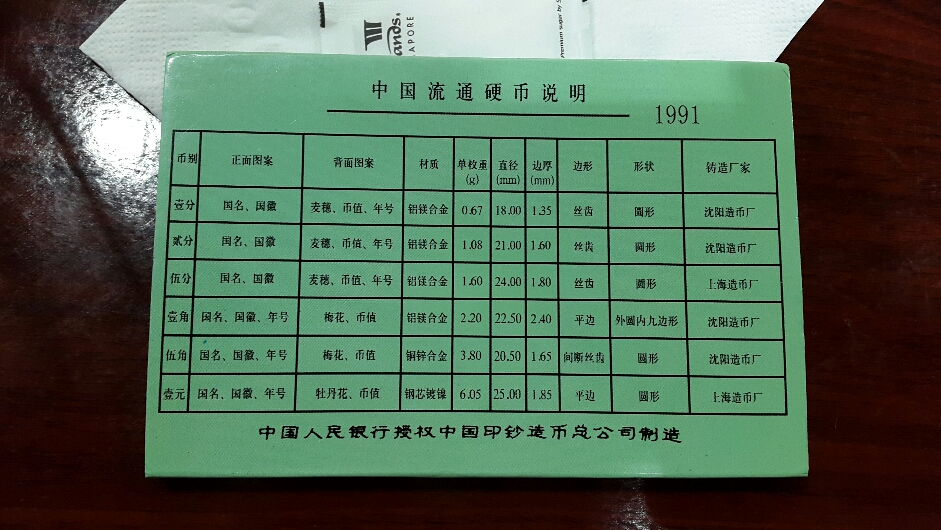 ands®
APORE
Premium sugar by S
中国流通硬币说明
1991
币别 正面图案 背面图案 材质 单枚重(g) 直径(mm) 边厚(mm) 边形 形状 铸造厂家
壹分 国名、国徽 麦穗、币值、年号 铝镁合金 0.67 18.00 1.35 丝齿 圆形 沈阳造币厂
贰分 国名、国徽 麦穗、币值、年号 铝镁合金 1.08 21.00 1.60 丝齿 圆形 沈阳造币厂
伍分 国名、国徽 麦穗、币值、年号 铝镁合金 1.60 24.00 1.80 丝齿 圆形 上海造币厂
壹角 国名、国徽、年号 梅花、币值 铝镁合金 2.20 22.50 2.40 平边 外圆内九边形 沈阳造币厂
伍角 国名、国徽、年号 梅花、币值 铜锌合金 3.80 20.50 1.65 间断丝齿 圆形 沈阳造币厂
壹元 国名、国徽、年号 牡丹花、币值 钢芯镀镍 6.05 25.00 1.85 平边 圆形 上海造币厂
中国人民银行授权中国印钞造币总公司制造